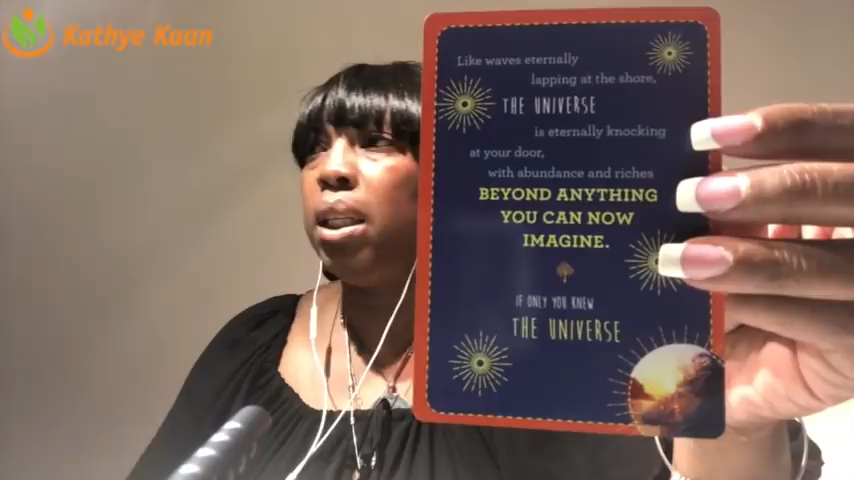 Kathye Kaan
Like waves eternally
lapping at the shore,
THE UNIVERSE
is eternally knocking
at your door,
with abundance and riches
BEYOND ANYTHING
YOU CAN NOW
IMAGINE.
IF ONLY YOU KNEW
THE UNIVERSE